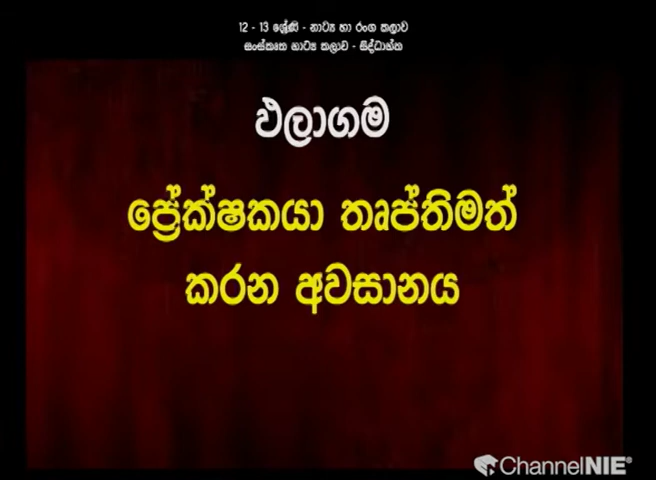 12 - 13 ශ්‍රේණි - නාට්‍ය හා රංග කලාව
සංස්කෘත නාට්‍ය කලාව - සිද්ධාන්ත
ඵලාගම
ප්‍රේක්ෂකයා තෘප්තිමත්
කරන අවසානය
ChannelNIE